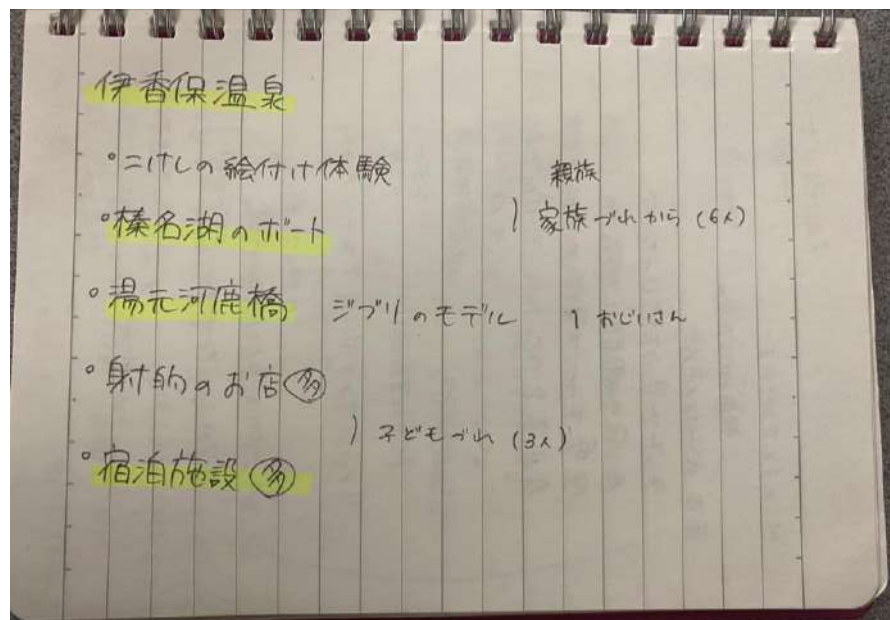 伊香保温泉
°こけしの絵付け体験
親族
°榛名湖のボート ) 家族づれから (6人)
°湯元河鹿橋 ジブリのモデル ) おじいさん
°射的のお店 多
) 子どもづれ (3人)
°宿泊施設 多